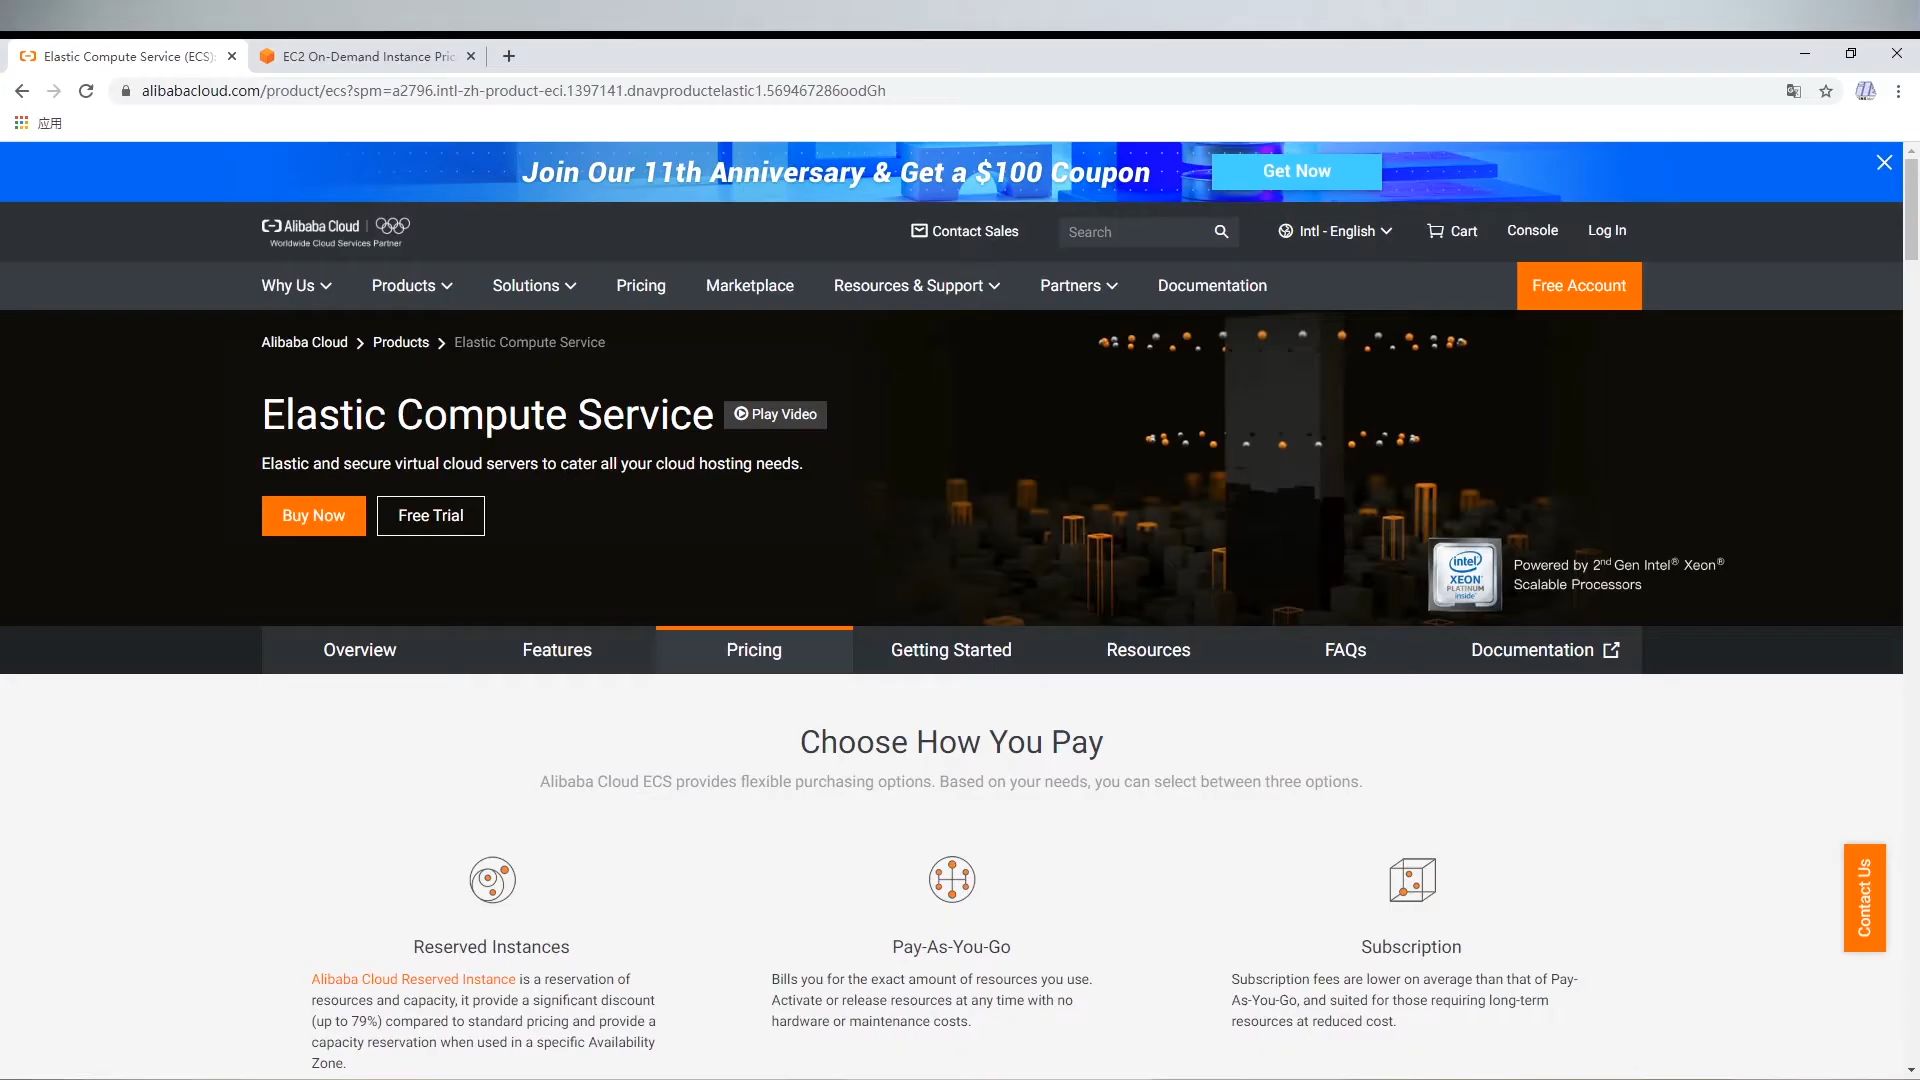 Elastic Compute Service (ECS):
EC2 On-Demand Instance Pric
alibabacloud.com/product/ecs?spm=a2796.intl-zh-product-eci.1397141.dnavproductelastic1.569467286oodGh
应用
Join Our 11th Anniversary & Get a $100 Coupon
Get Now
Alibaba Cloud
Worldwide Cloud Services Partner
Contact Sales
Search
Intl - English
Cart
Console
Log In
Why Us
Products
Solutions
Pricing
Marketplace
Resources & Support
Partners
Documentation
Free Account
Alibaba Cloud
Products
Elastic Compute Service
Elastic Compute Service
Play Video
Elastic and secure virtual cloud servers to cater all your cloud hosting needs.
Buy Now
Free Trial
intel
XEON
PLATINUM
inside
Powered by 2nd Gen Intel® Xeon®
Scalable Processors
Overview
Features
Pricing
Getting Started
Resources
FAQs
Documentation
Choose How You Pay
Alibaba Cloud ECS provides flexible purchasing options. Based on your needs, you can select between three options.
Reserved Instances
Alibaba Cloud Reserved Instance is a reservation of
resources and capacity, it provide a significant discount
(up to 79%) compared to standard pricing and provide a
capacity reservation when used in a specific Availability
Zone.
Pay-As-You-Go
Bills you for the exact amount of resources you use.
Activate or release resources at any time with no
hardware or maintenance costs.
Subscription
Subscription fees are lower on average than that of Pay-
As-You-Go, and suited for those requiring long-term
resources at reduced cost.
Contact Us